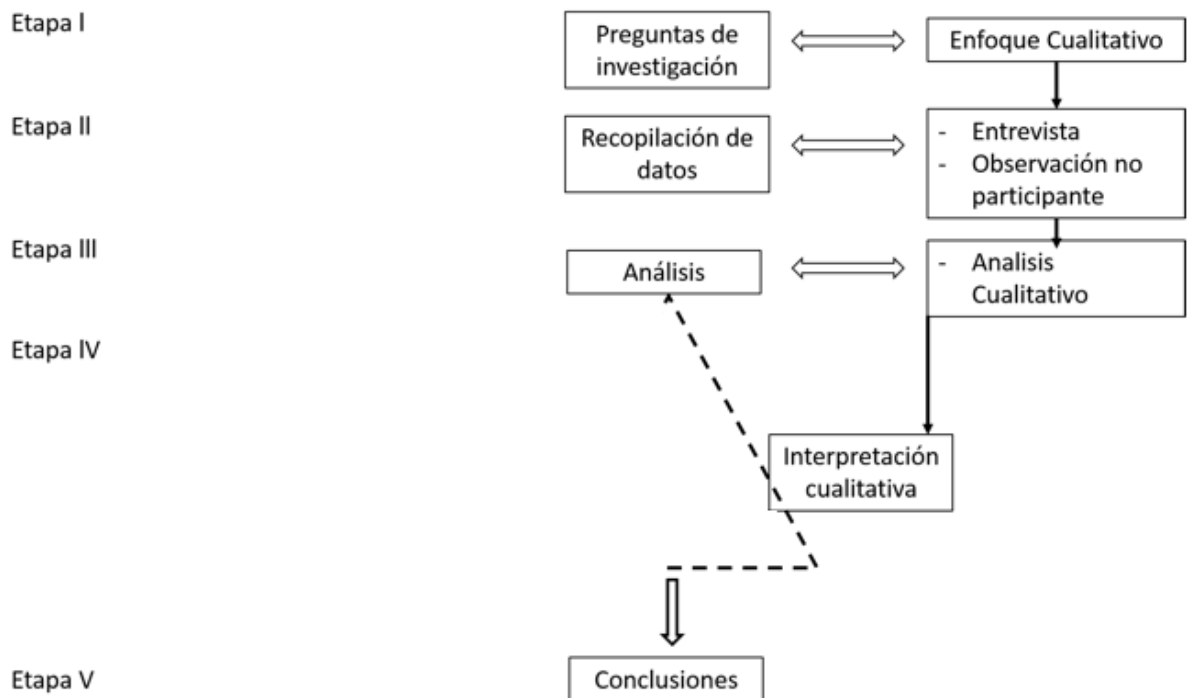 Etapa I
Preguntas de
investigación
Enfoque Cualitativo
Etapa II
Recopilación de
datos
- Entrevista
- Observación no
participante
Etapa III
Análisis
- Analisis
Cualitativo
Etapa IV
Interpretación
cualitativa
Etapa V
Conclusiones